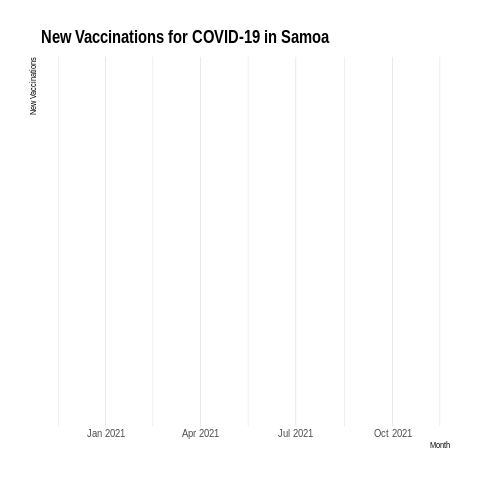 New Vaccinations for COVID-19 in Samoa
New Vaccinations
Jan 2021 Apr 2021 Jul 2021 Oct 2021
Month